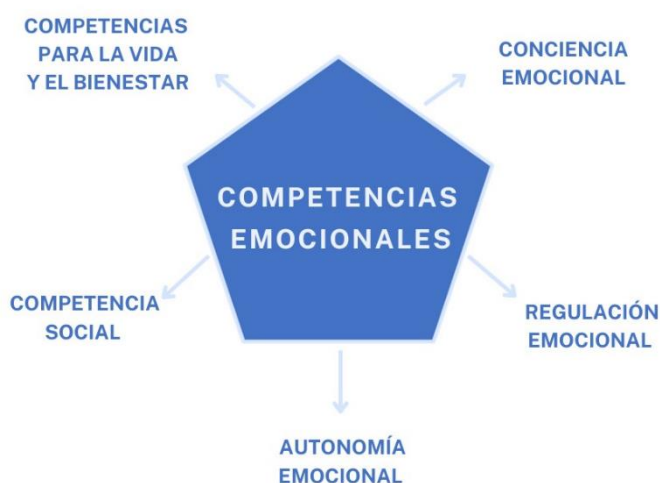 COMPETENCIAS
PARA LA VIDA
Y EL BIENESTAR
CONCIENCIA
EMOCIONAL
COMPETENCIAS
EMOCIONALES
COMPETENCIA
SOCIAL
REGULACIÓN
EMOCIONAL
AUTONOMÍA
EMOCIONAL